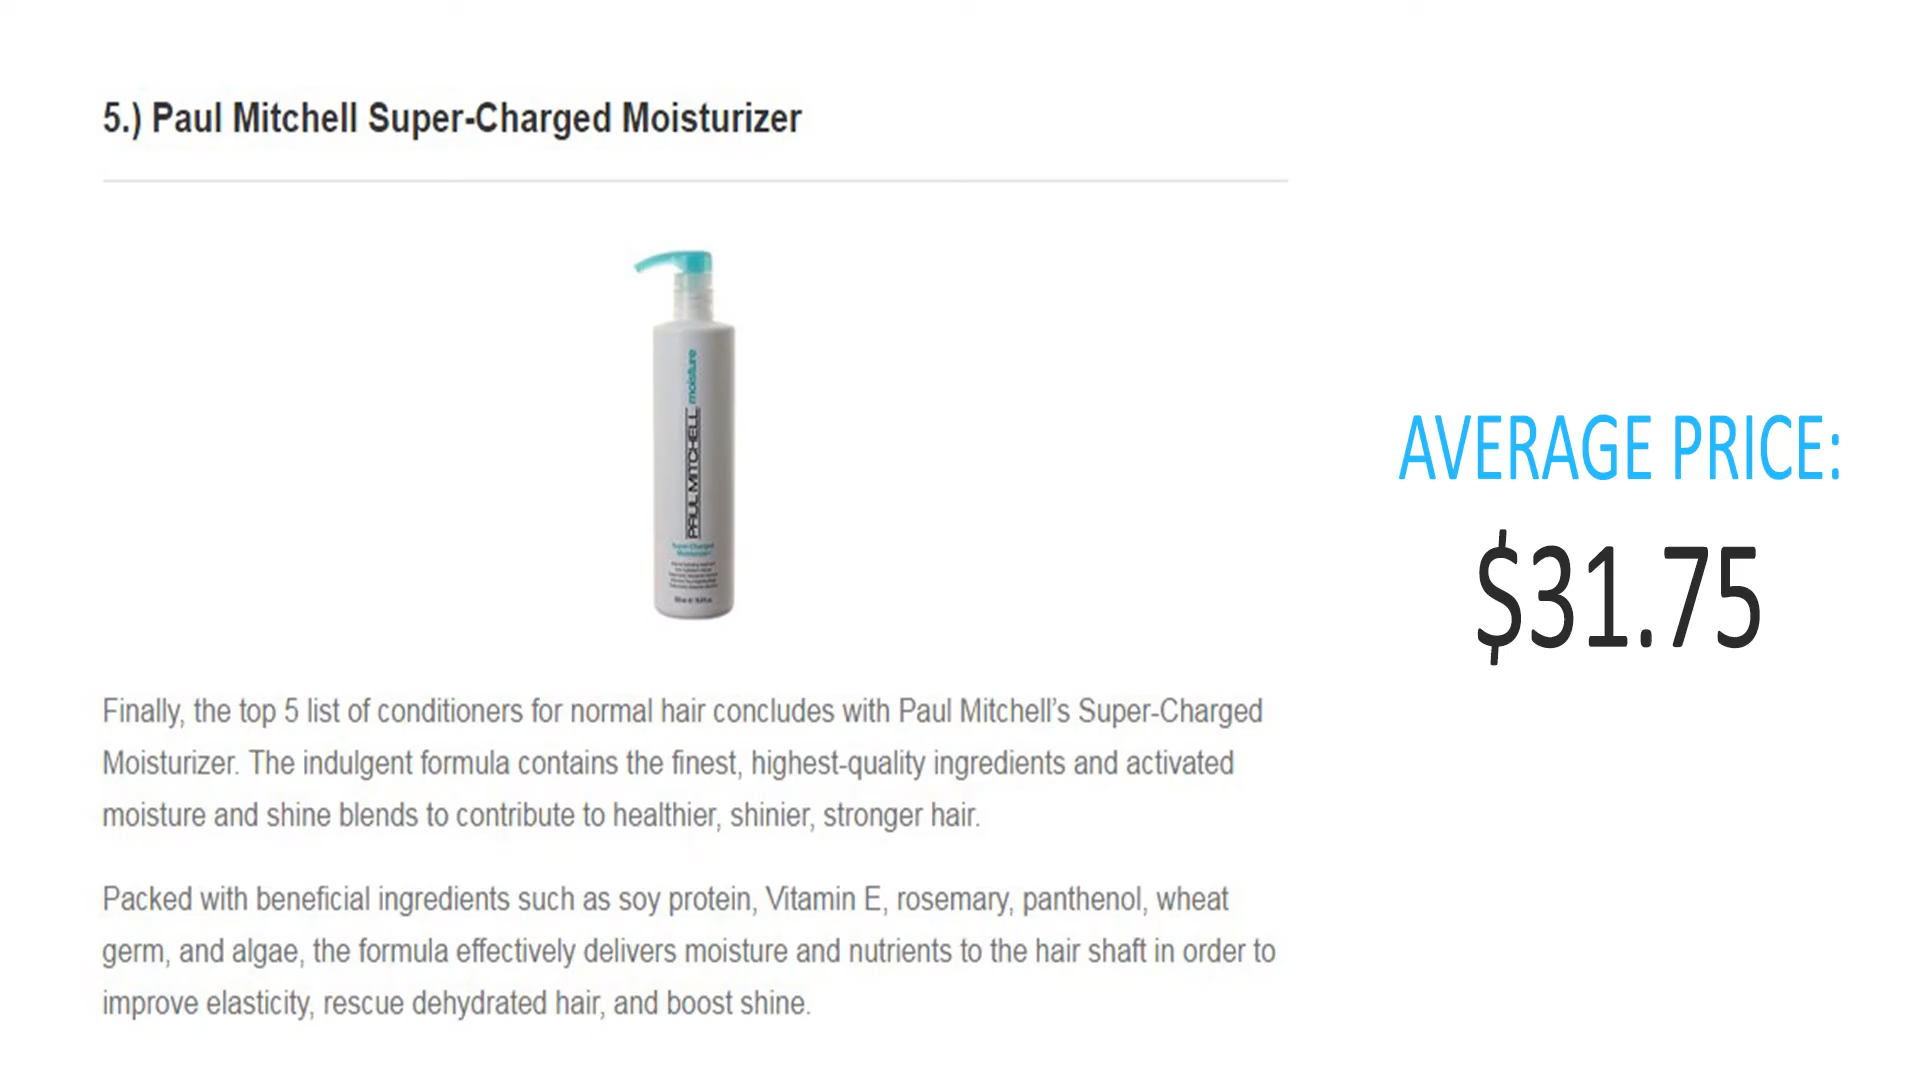 5.) Paul Mitchell Super-Charged Moisturizer
moisture
PAUL MITCHELL
Super-Charged
Moisturizer
AVERAGE PRICE:
$31.75
Finally, the top 5 list of conditioners for normal hair concludes with Paul Mitchell’s Super-Charged
Moisturizer. The indulgent formula contains the finest, highest-quality ingredients and activated
moisture and shine blends to contribute to healthier, shinier, stronger hair.
Packed with beneficial ingredients such as soy protein, Vitamin E, rosemary, panthenol, wheat
germ, and algae, the formula effectively delivers moisture and nutrients to the hair shaft in order to
improve elasticity, rescue dehydrated hair, and boost shine.